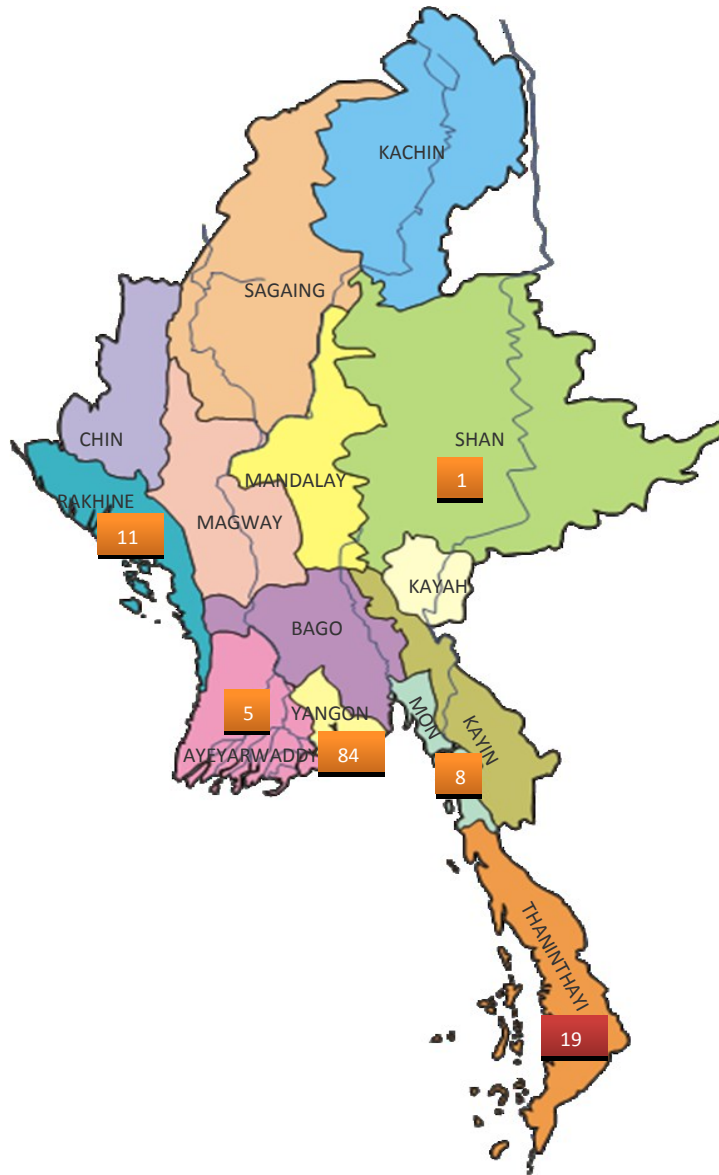 KACHIN
SAGAING
CHIN
SHAN
RAKHINE
MANDALAY
1
MAGWAY
11
KAYAH
BAGO
MON
KAYIN
5
YANGON
AYEYARWADDY
84
8
THANINTHAYI
19